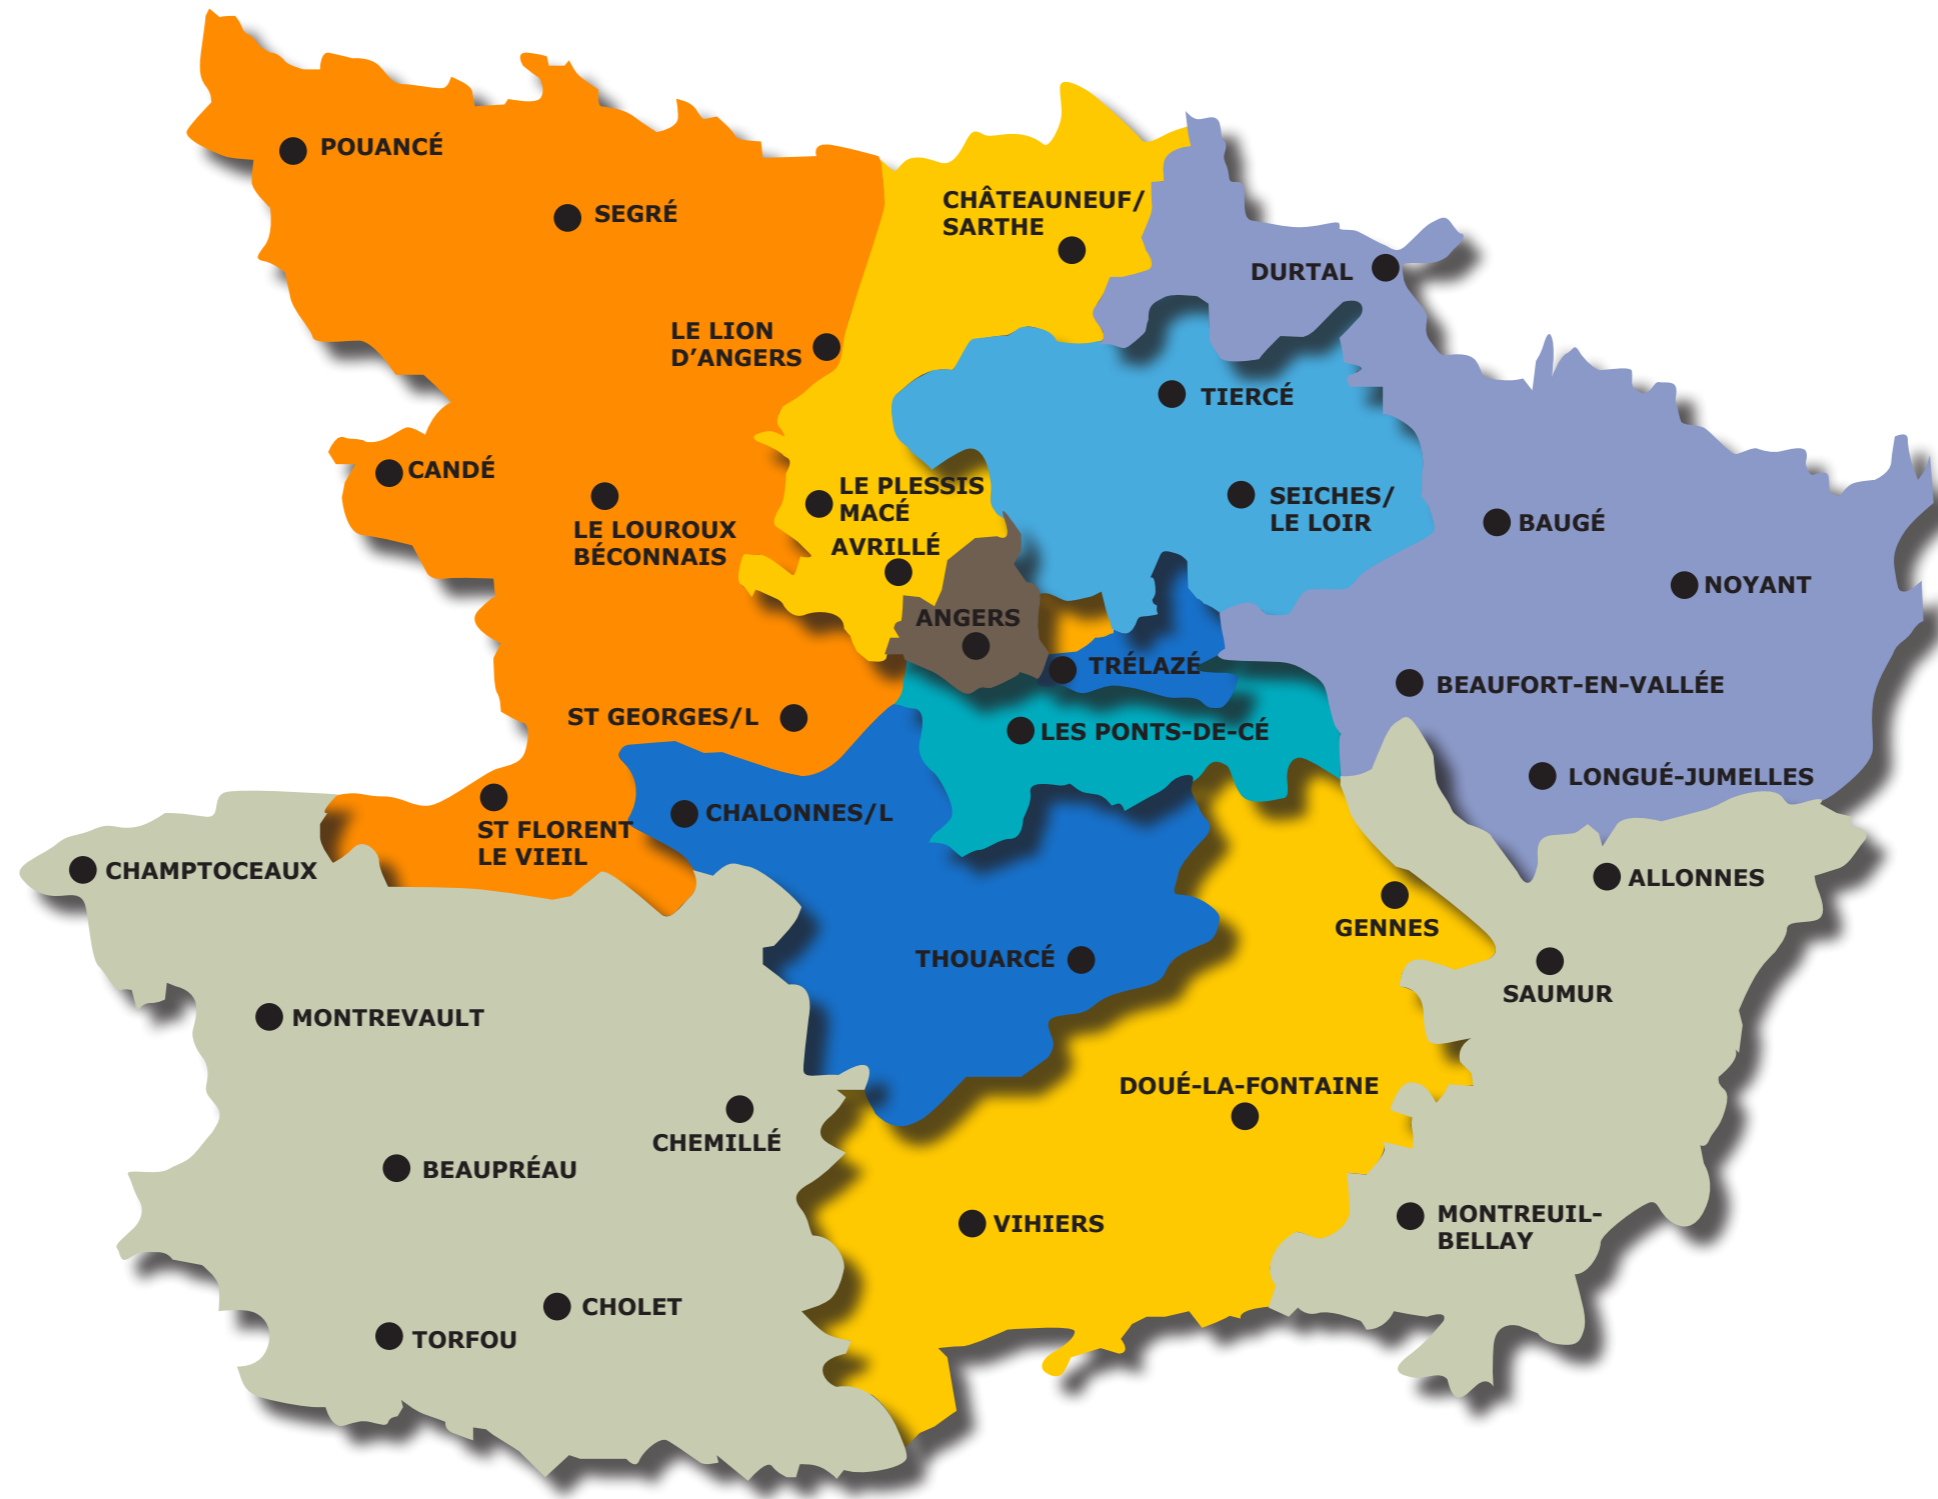 POUANCÉ
SEGRÉ
CHÂTEAUNEUF/
SARTHE
DURTAL
LE LION
D’ANGERS
TIERCÉ
CANDÉ
LE PLESSIS
MACÉ
SEICHES/
LE LOIR
LE LOUROUX
BÉCONNAIS
BAUGÉ
AVRILLÉ
NOYANT
ANGERS
TRÉLAZÉ
BEAUFORT-EN-VALLÉE
ST GEORGES/L
LES PONTS-DE-CÉ
LONGUÉ-JUMELLES
CHALONNES/L
ST FLORENT
LE VIEIL
CHAMPTOCEAUX
ALLONNES
GENNES
THOUARCÉ
SAUMUR
MONTREVAULT
DOUÉ-LA-FONTAINE
CHEMILLÉ
BEAUPRÉAU
VIHIERS
MONTREUIL-
BELLAY
CHOLET
TORFOU